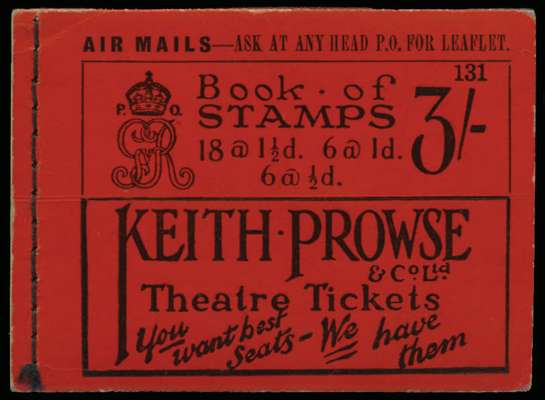 AIR MAILS—ASK AT ANY HEAD P.O. FOR LEAFLET.
131
P. O.
GR
Book · of
STAMPS
3/-
18 @ 1½d. 6 @ 1d.
6 @ ½d.
KEITH · PROWSE
& Co Ltd
Theatre Tickets
You want best
Seats – We have
them